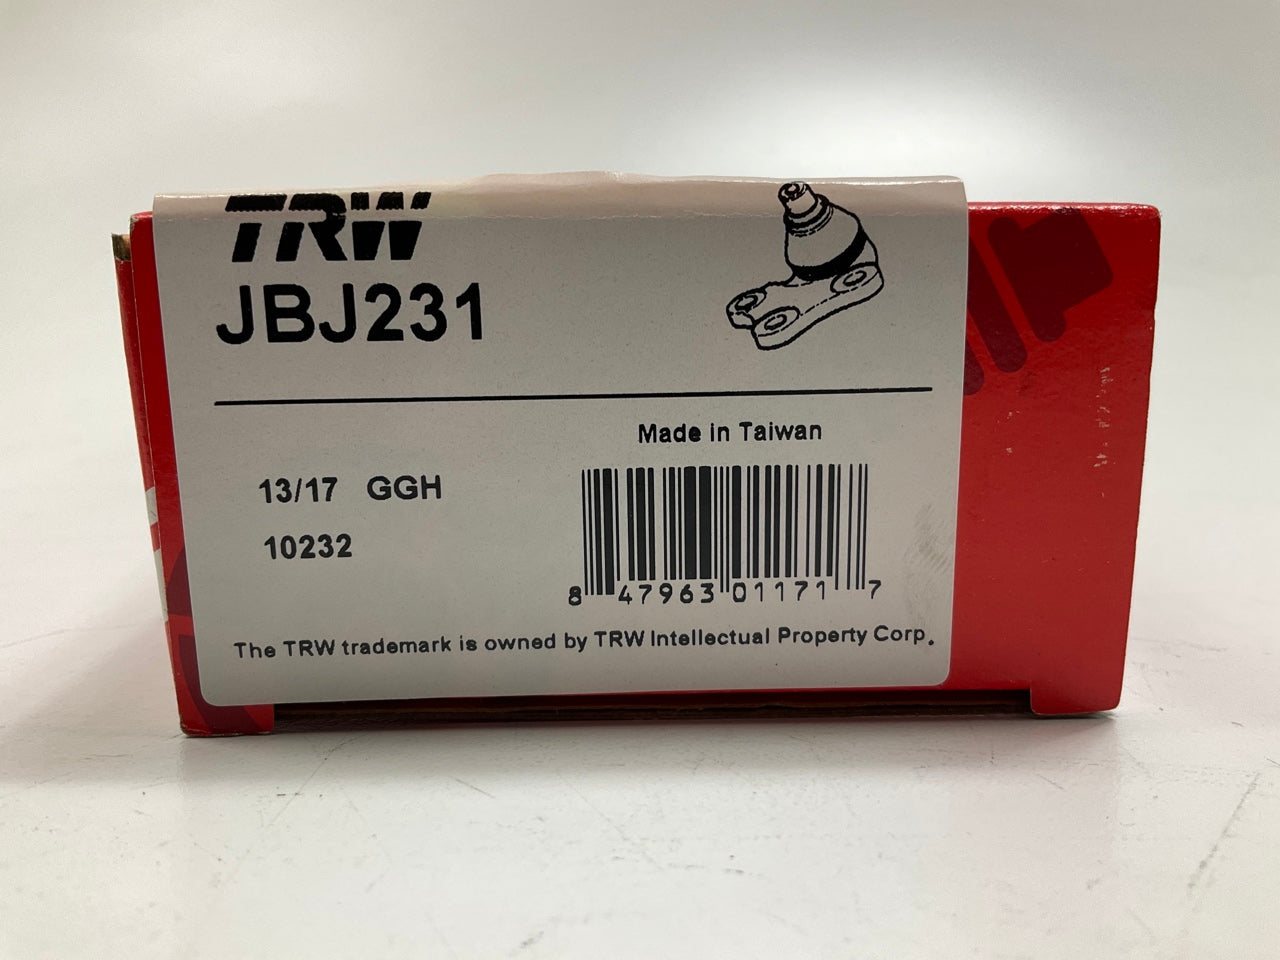 TRW
JBJ231
Made in Taiwan
13/17 GGH
10232
8 47963 01171 7
The TRW trademark is owned by TRW Intellectual Property Corp.